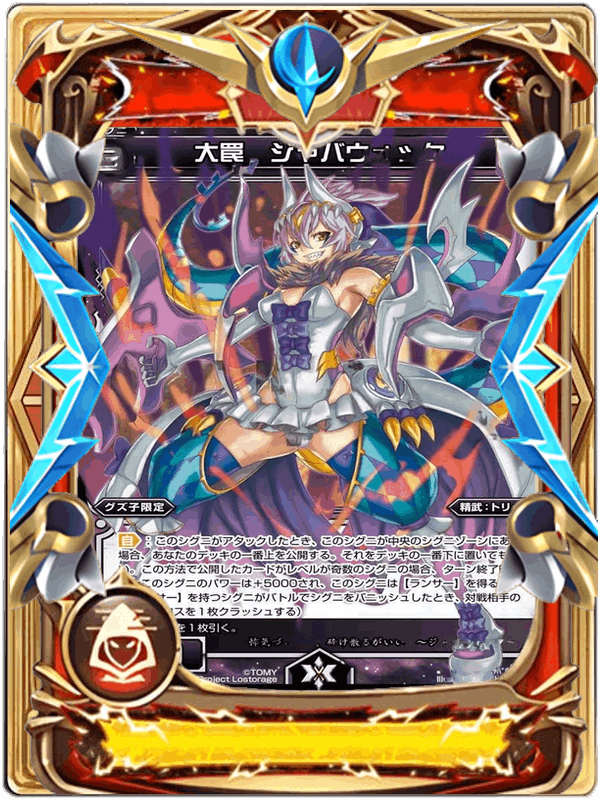 大罠 ジャバウォック
グズ子限定
精武:トリ
自:このシグニがアタックしたとき、このシグニが中央のシグニゾーンにあ
場合、あなたのデッキの一番上を公開する。それをデッキの一番下に置いても
い。この方法で公開したカードがレベルが奇数のシグニの場合、ターン終了
このシグニのパワーは+5000され、このシグニは【ランサー】を得る
サー】を持つシグニがバトルでシグニをバニッシュしたとき、対戦相手の
ロスを1枚クラッシュする)
を1枚引く。
砕け散るがいい ～ジャ
©TOMY
Project Lostorage